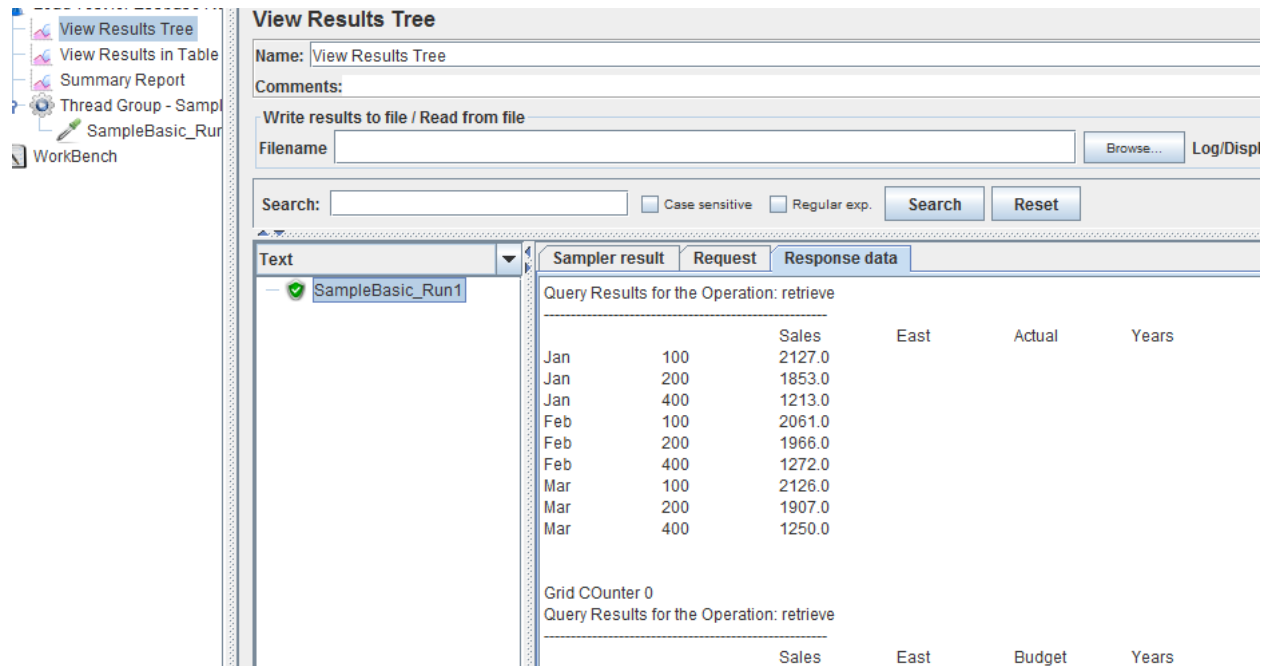 View Results Tree
View Results in Table
Summary Report
Thread Group - Sampl
SampleBasic_Run
WorkBench
View Results Tree
Name: View Results Tree
Comments:
Write results to file / Read from file
Filename Browse... Log/Displ
Search: Case sensitive Regular exp. Search Reset
Text
SampleBasic_Run1
Sampler result Request Response data
Query Results for the Operation: retrieve
------------------------------------------------------
Sales East Actual Years
Jan 100 2127.0
Jan 200 1853.0
Jan 400 1213.0
Feb 100 2061.0
Feb 200 1966.0
Feb 400 1272.0
Mar 100 2126.0
Mar 200 1907.0
Mar 400 1250.0
Grid COunter 0
Query Results for the Operation: retrieve
------------------------------------------------------
Sales East Budget Years